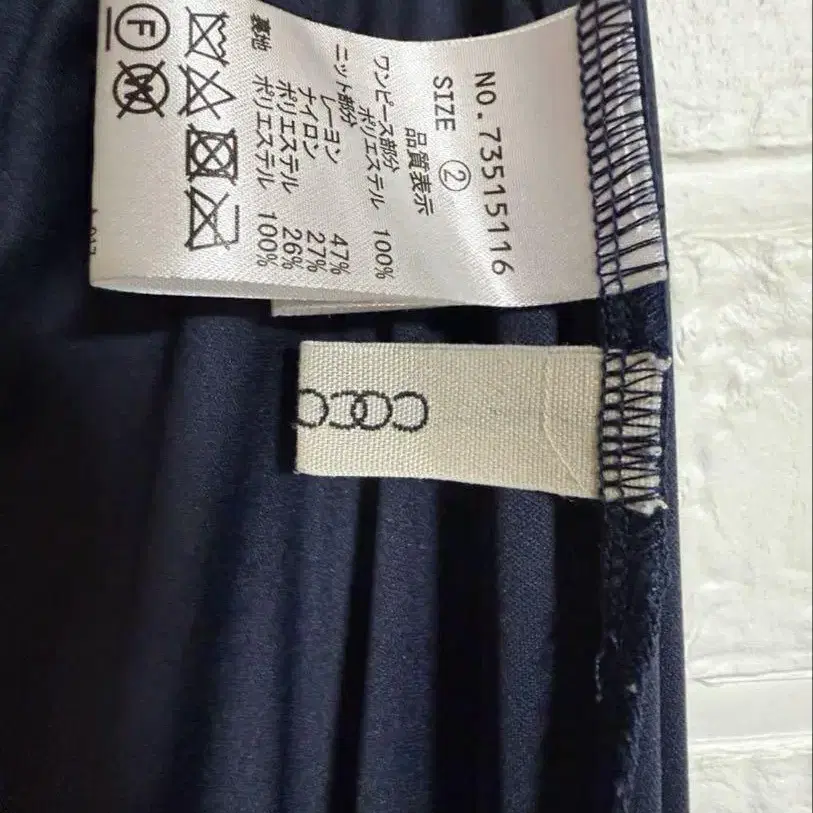 NO.73515116
SIZE ②
品質表示
ワンピース部分
ポリエステル 100%
ニット部分
レーヨン 47%
ナイロン 27%
ポリエステル 26%
裏地
ポリエステル 100%
F
W